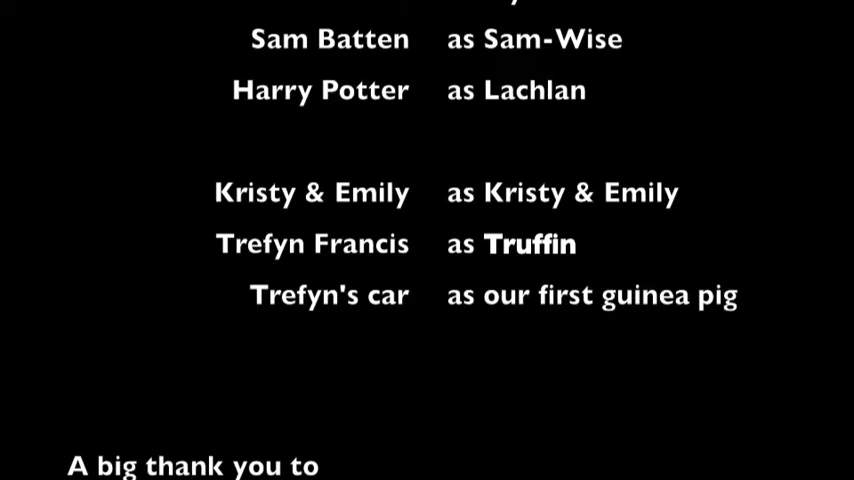 Sam Batten as Sam-Wise
Harry Potter as Lachlan
Kristy & Emily as Kristy & Emily
Trefyn Francis as Truffin
Trefyn's car as our first guinea pig
A big thank you to